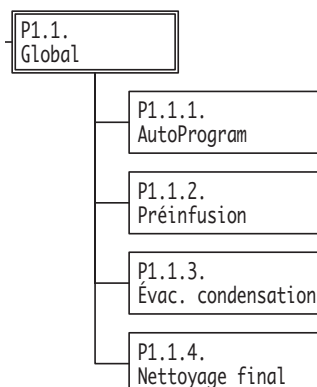 P1.1.
Global
P1.1.1.
AutoProgram
P1.1.2.
Préinfusion
P1.1.3.
Évac. condensation
P1.1.4.
Nettoyage final